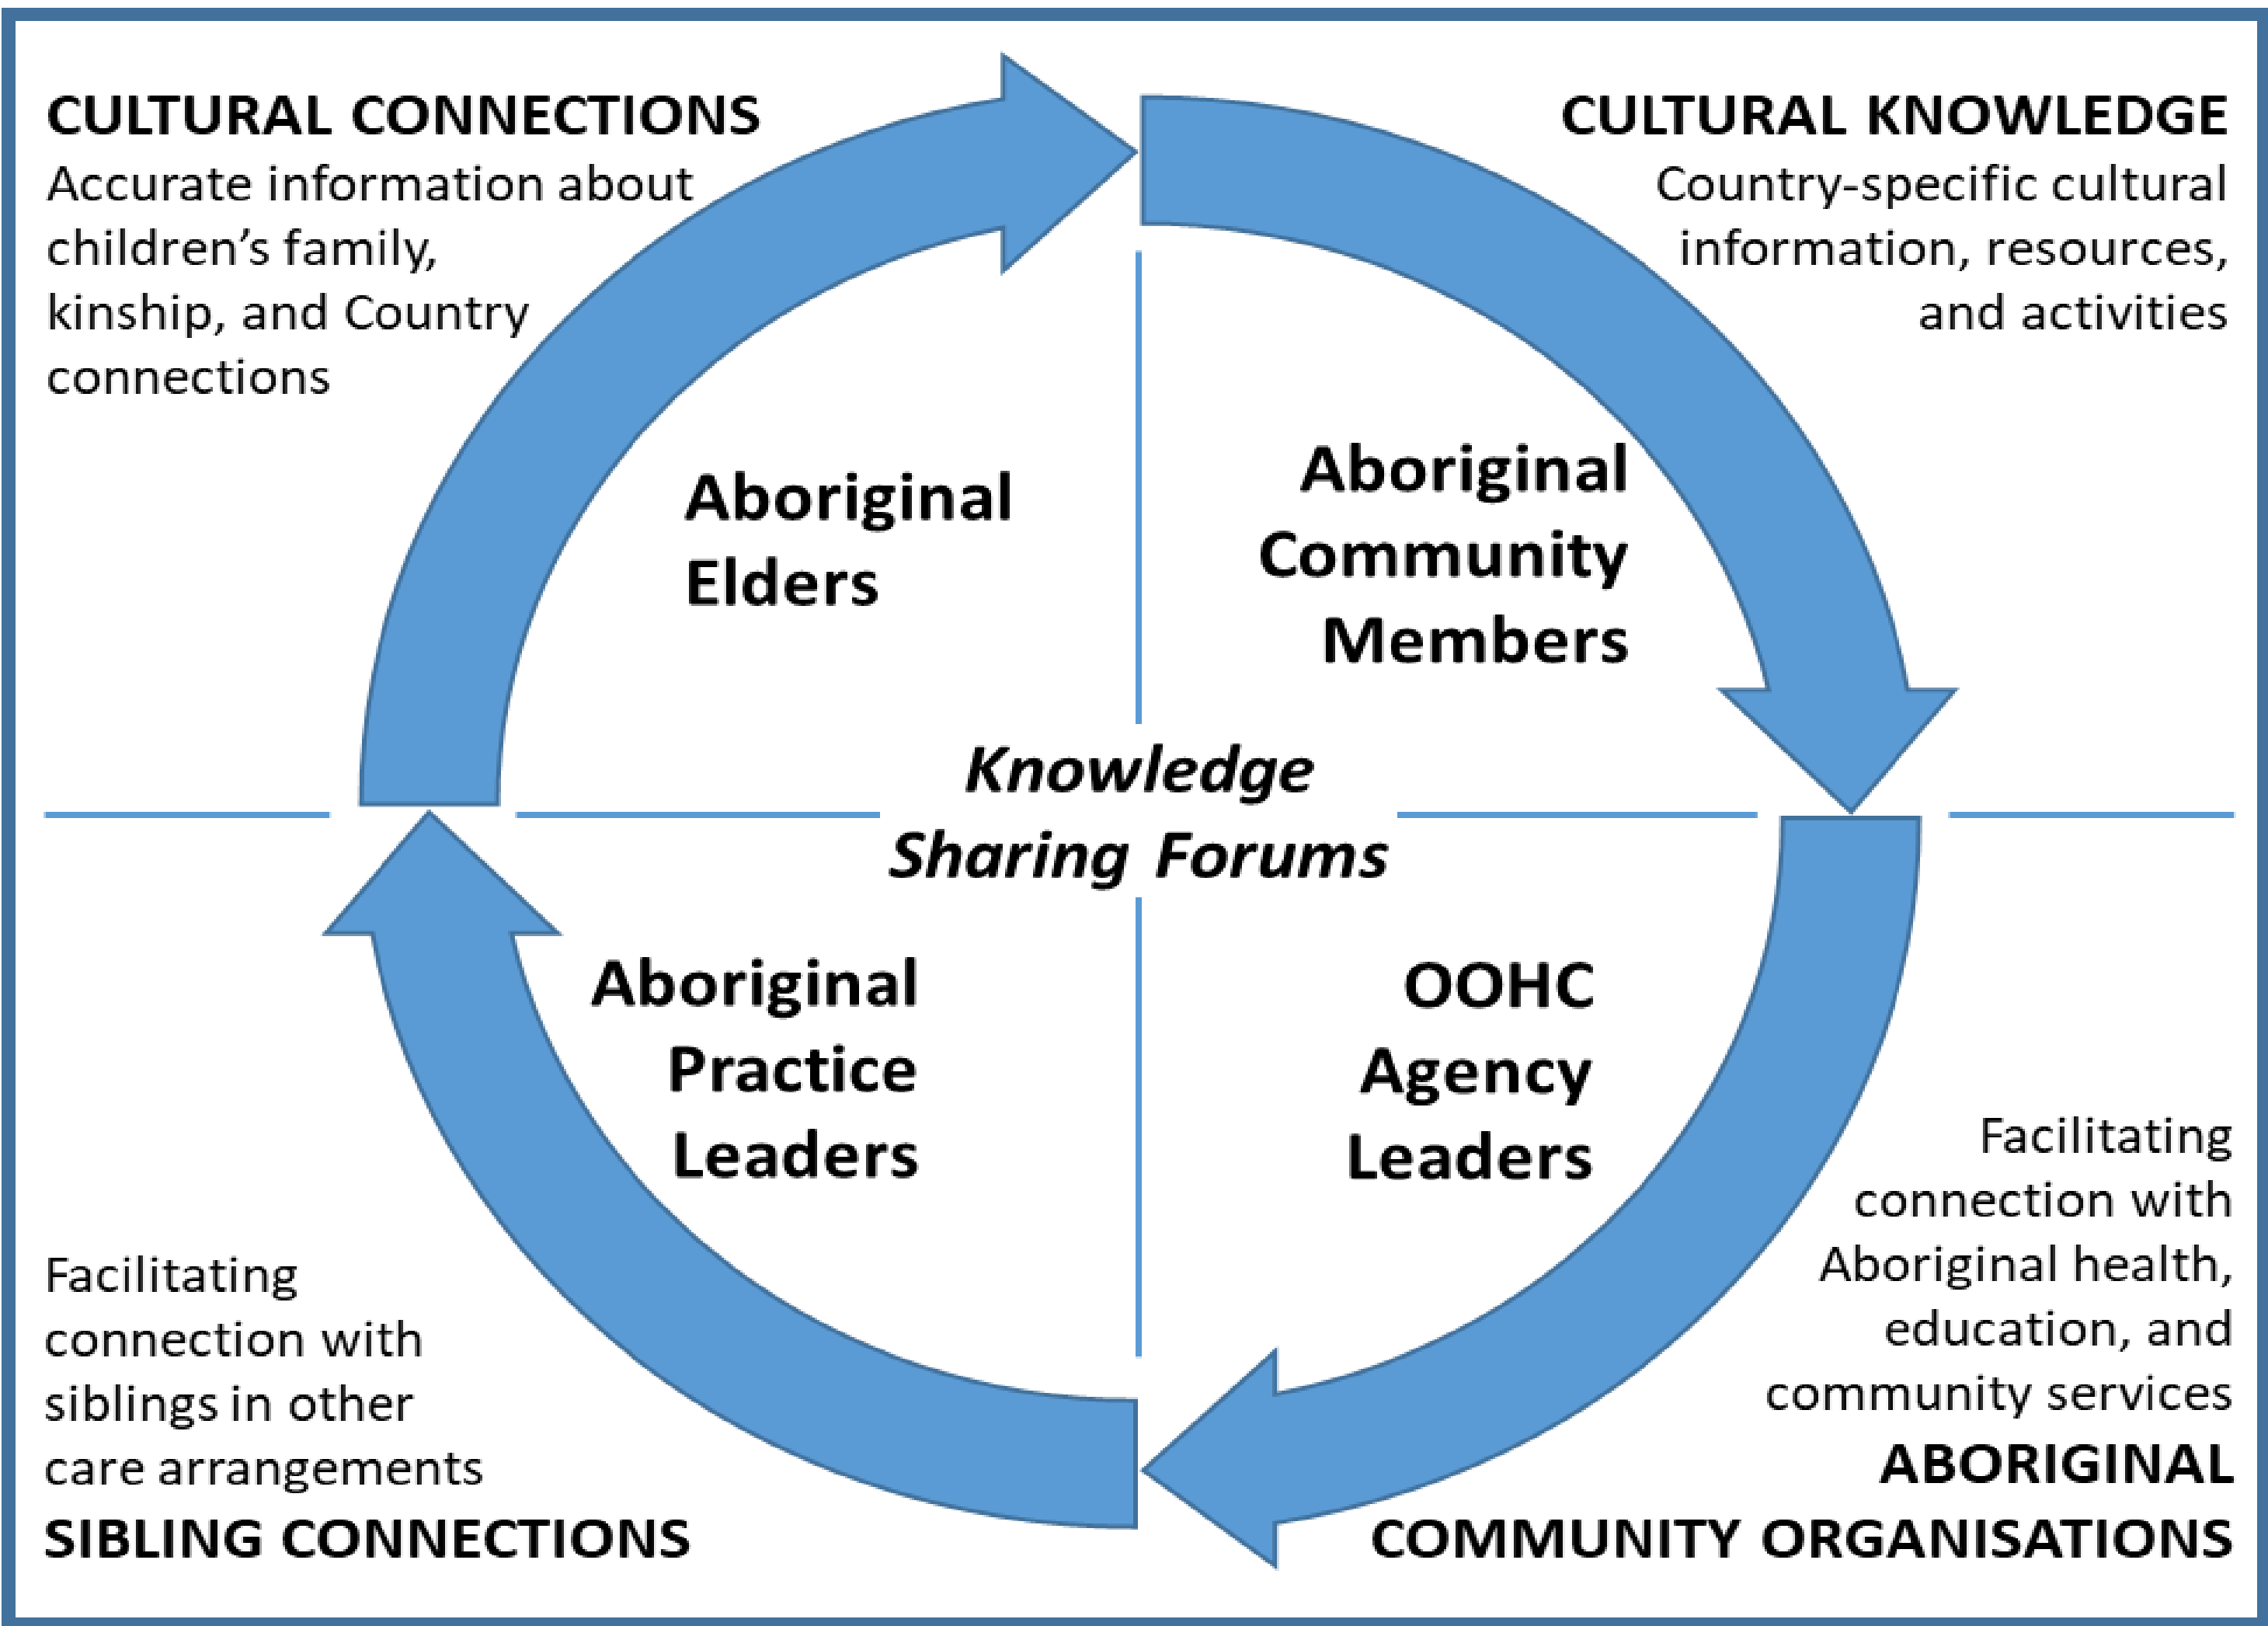 CULTURAL CONNECTIONS
Accurate information about
children’s family,
kinship, and Country
connections
CULTURAL KNOWLEDGE
Country-specific cultural
information, resources,
and activities
Aboriginal
Elders
Aboriginal
Community
Members
Knowledge
Sharing Forums
Aboriginal
Practice
Leaders
OOHC
Agency
Leaders
Facilitating
connection with
siblings in other
care arrangements
SIBLING CONNECTIONS
Facilitating
connection with
Aboriginal health,
education, and
community services
ABORIGINAL
COMMUNITY ORGANISATIONS